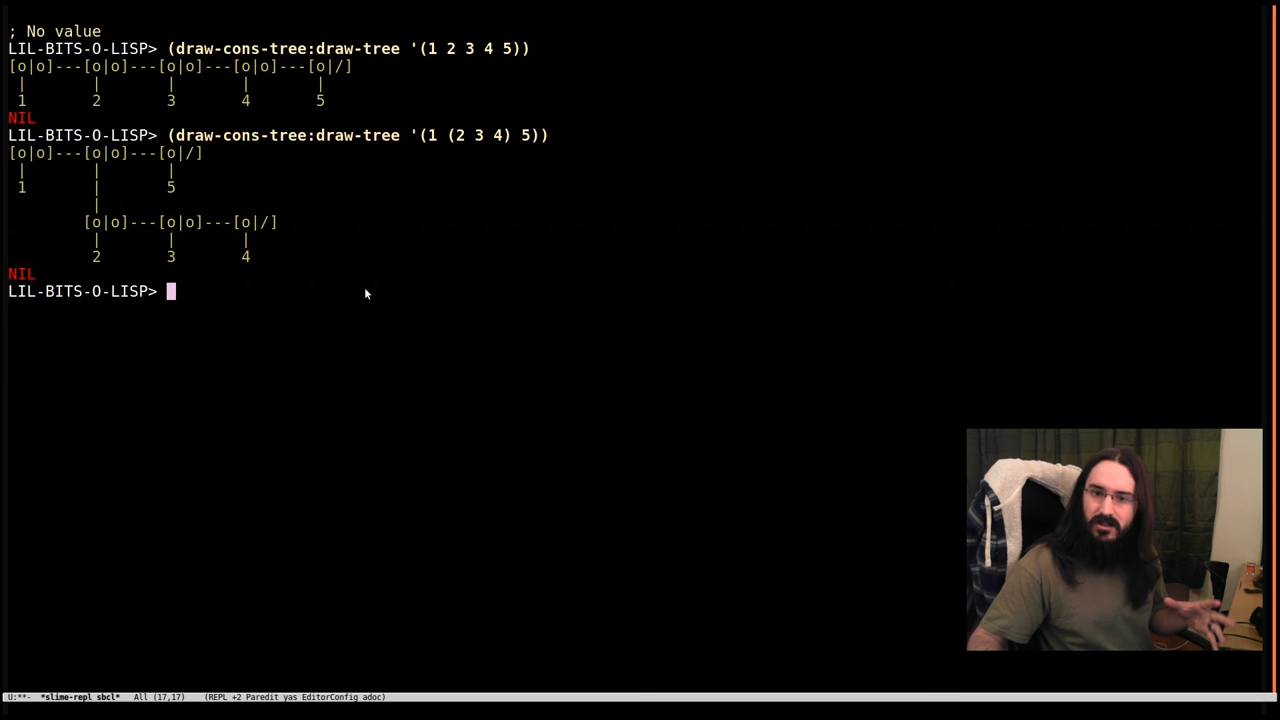 ; No value
LIL-BITS-O-LISP> (draw-cons-tree:draw-tree '(1 2 3 4 5))
[o|o]---[o|o]---[o|o]---[o|o]---[o|/]
 |       |       |       |       |
 1       2       3       4       5
NIL
LIL-BITS-O-LISP> (draw-cons-tree:draw-tree '(1 (2 3 4) 5))
[o|o]---[o|o]---[o|/]
 |       |       |
 1       |       5
         |
        [o|o]---[o|o]---[o|/]
         |       |       |
         2       3       4
NIL
LIL-BITS-O-LISP>
U:**-  *slime-repl sbcl*   All (17,17)    (REPL +2 Paredit yas EditorConfig adoc)